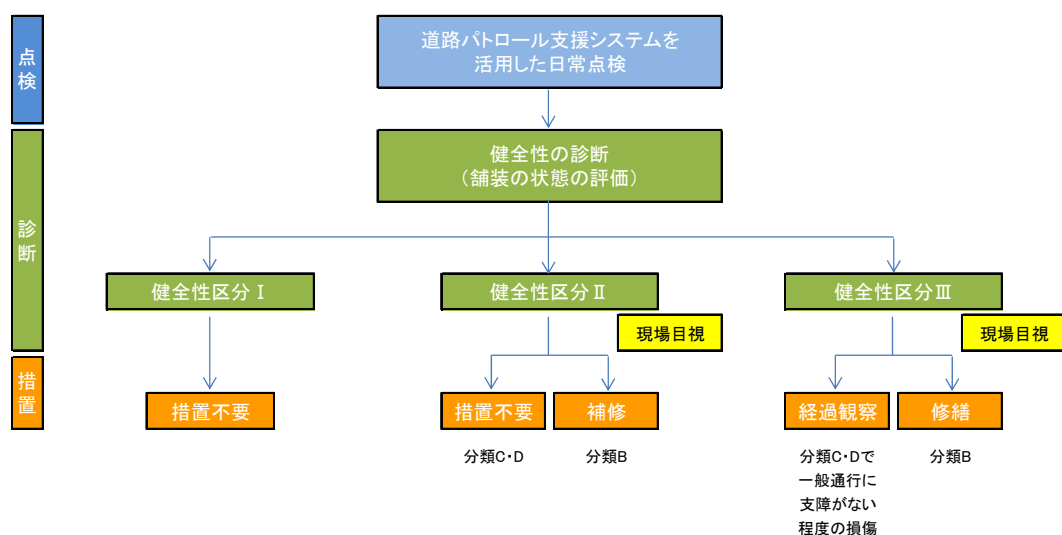 点検
道路パトロール支援システムを
活用した日常点検
診断
健全性の診断
（舗装の状態の評価）
健全性区分Ⅰ
健全性区分Ⅱ
健全性区分Ⅲ
現場目視
現場目視
措置
措置不要
措置不要
補修
経過観察
修繕
分類C・D
分類B
分類C・Dで
一般通行に
支障がない
程度の損傷
分類B